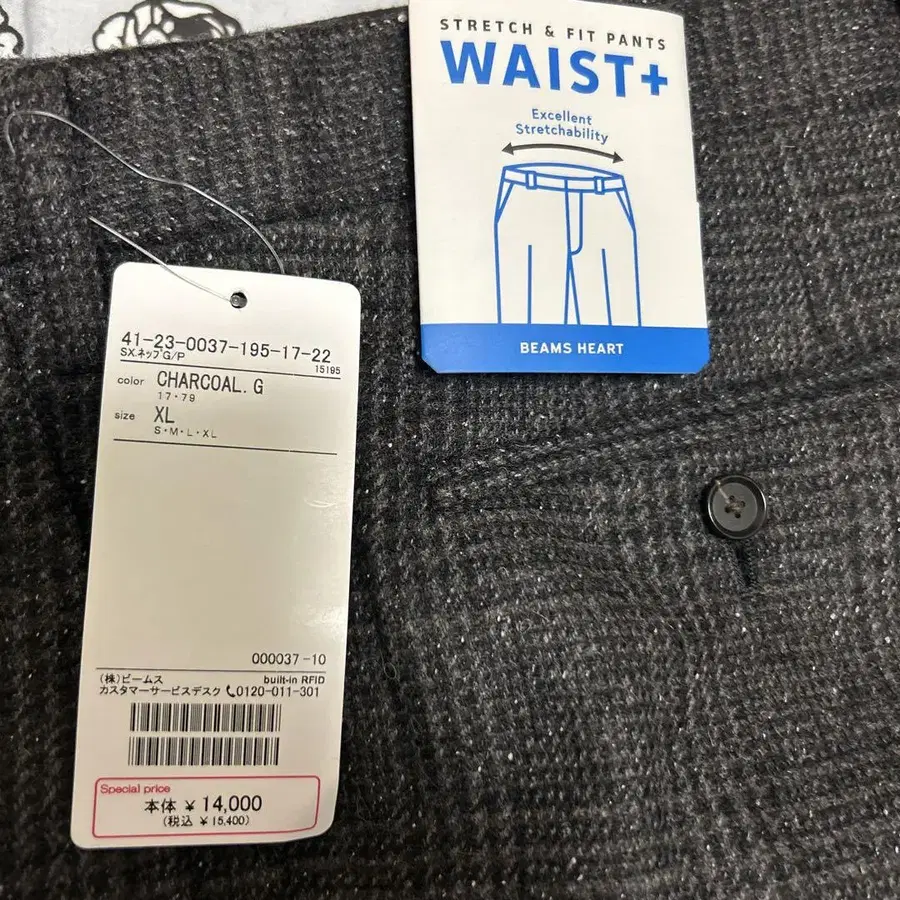 STRETCH & FIT PANTS
WAIST+
Excellent
Stretchability
BEAMS HEART
41-23-0037-195-17-22
SX.ネップG/P
15195
color CHARCOAL.G
17・79
size XL
S・M・L・XL
000037-10
(株)ビームス built-in RFID
カスタマーサービスデスク 📞0120-011-301
Special price
本体 ¥ 14,000
(税込 ¥ 15,400)